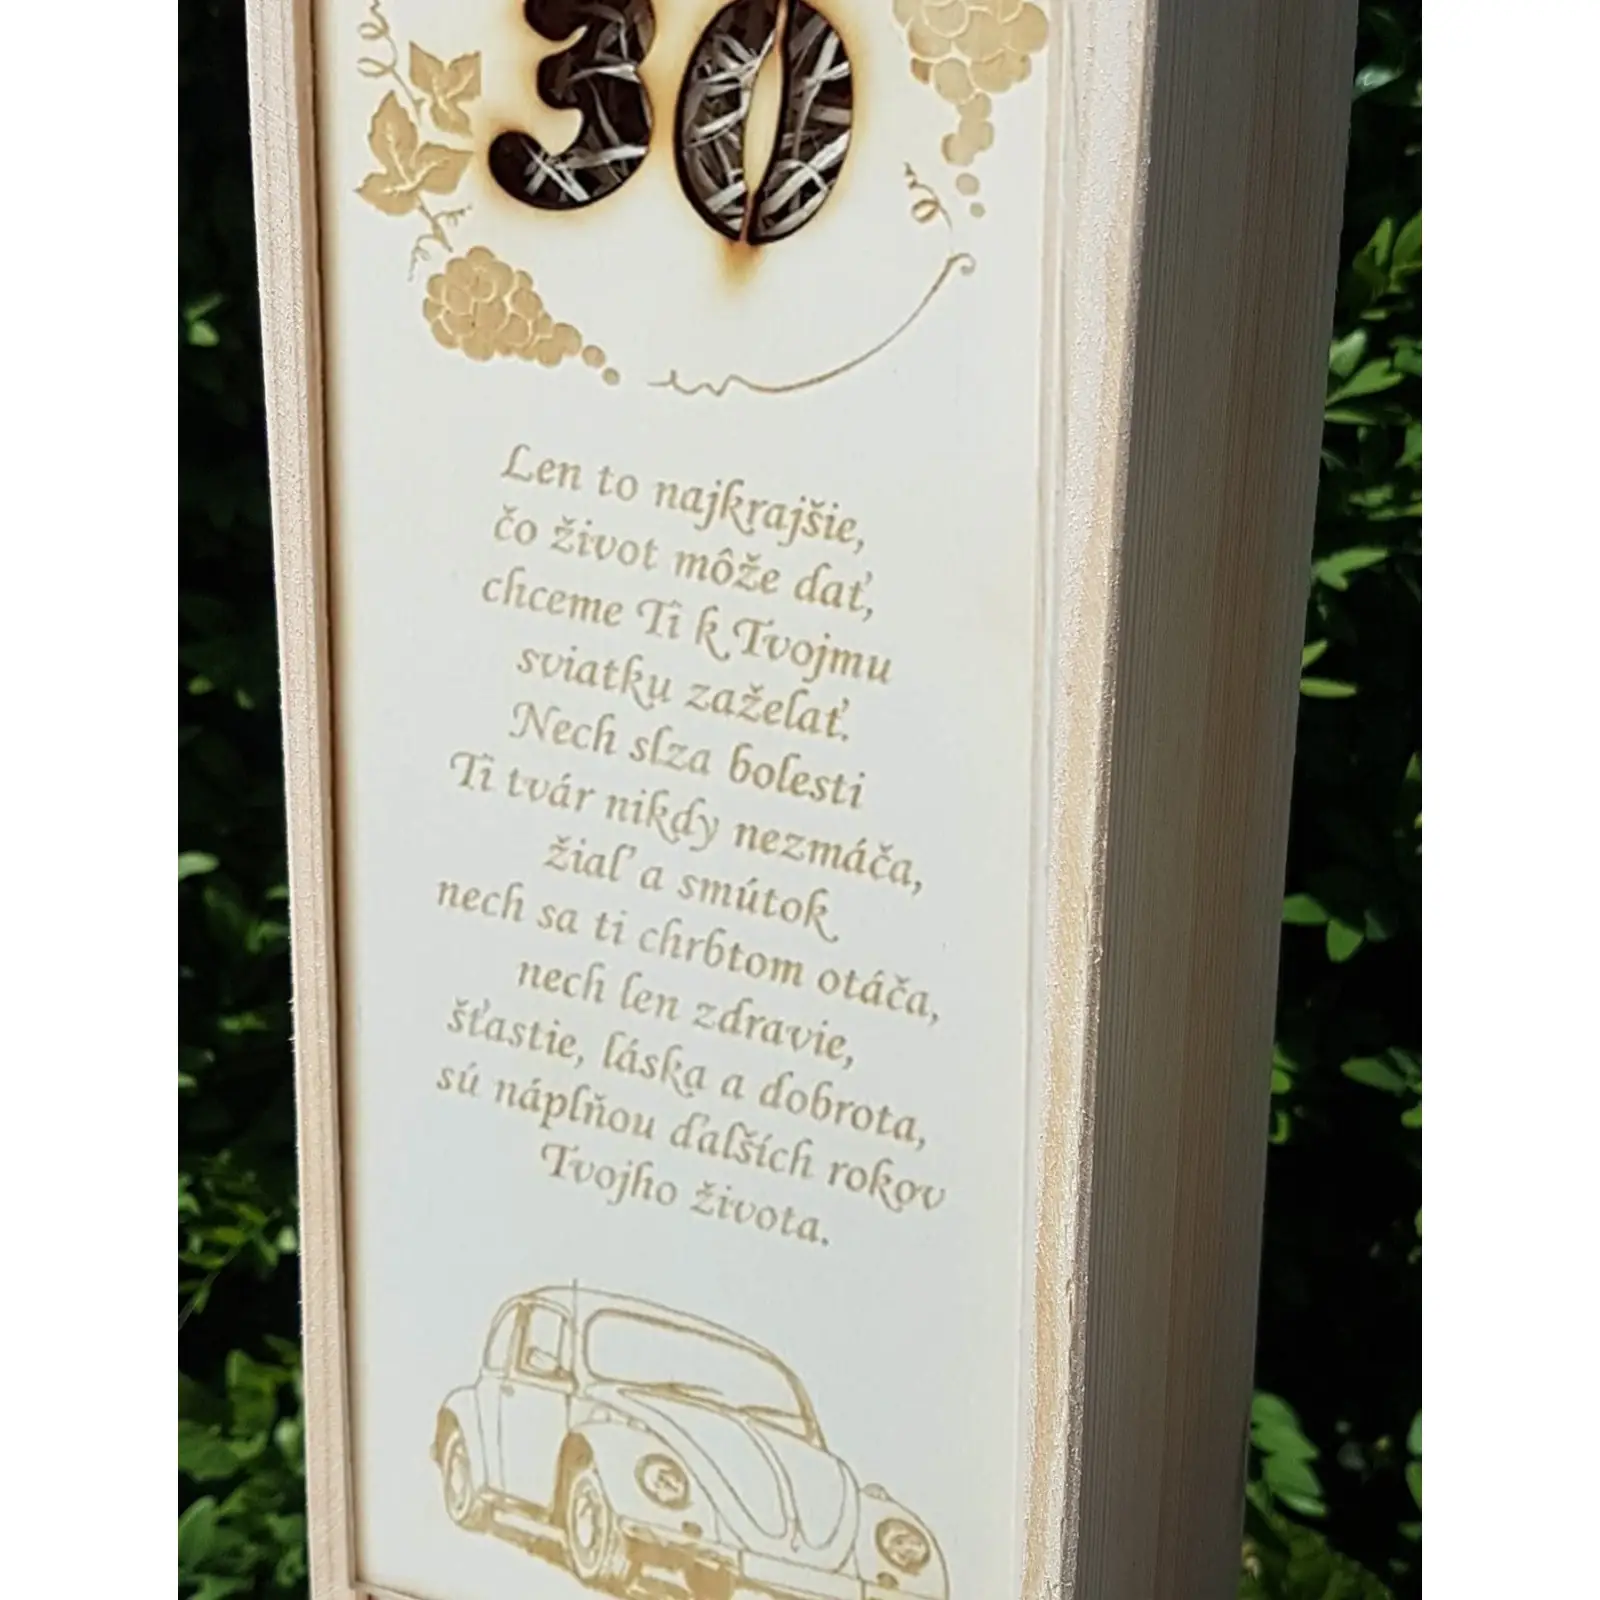 30
Len to najkrajšie,
čo život môže dať,
chceme Ti k Tvojmu
sviatku zaželať.
Nech slza bolesti
Ti tvár nikdy nezmáča,
žiaľ a smútok
nech sa ti chrbtom otáča,
nech len zdravie,
šťastie, láska a dobrota,
sú náplňou ďalších rokov
Tvojho života.